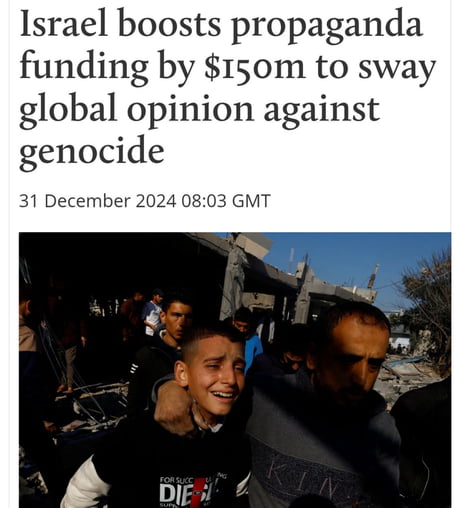 Israel boosts propaganda
funding by $150m to sway
global opinion against
genocide
31 December 2024 08:03 GMT
FOR SUCC
DIESEL
KIN